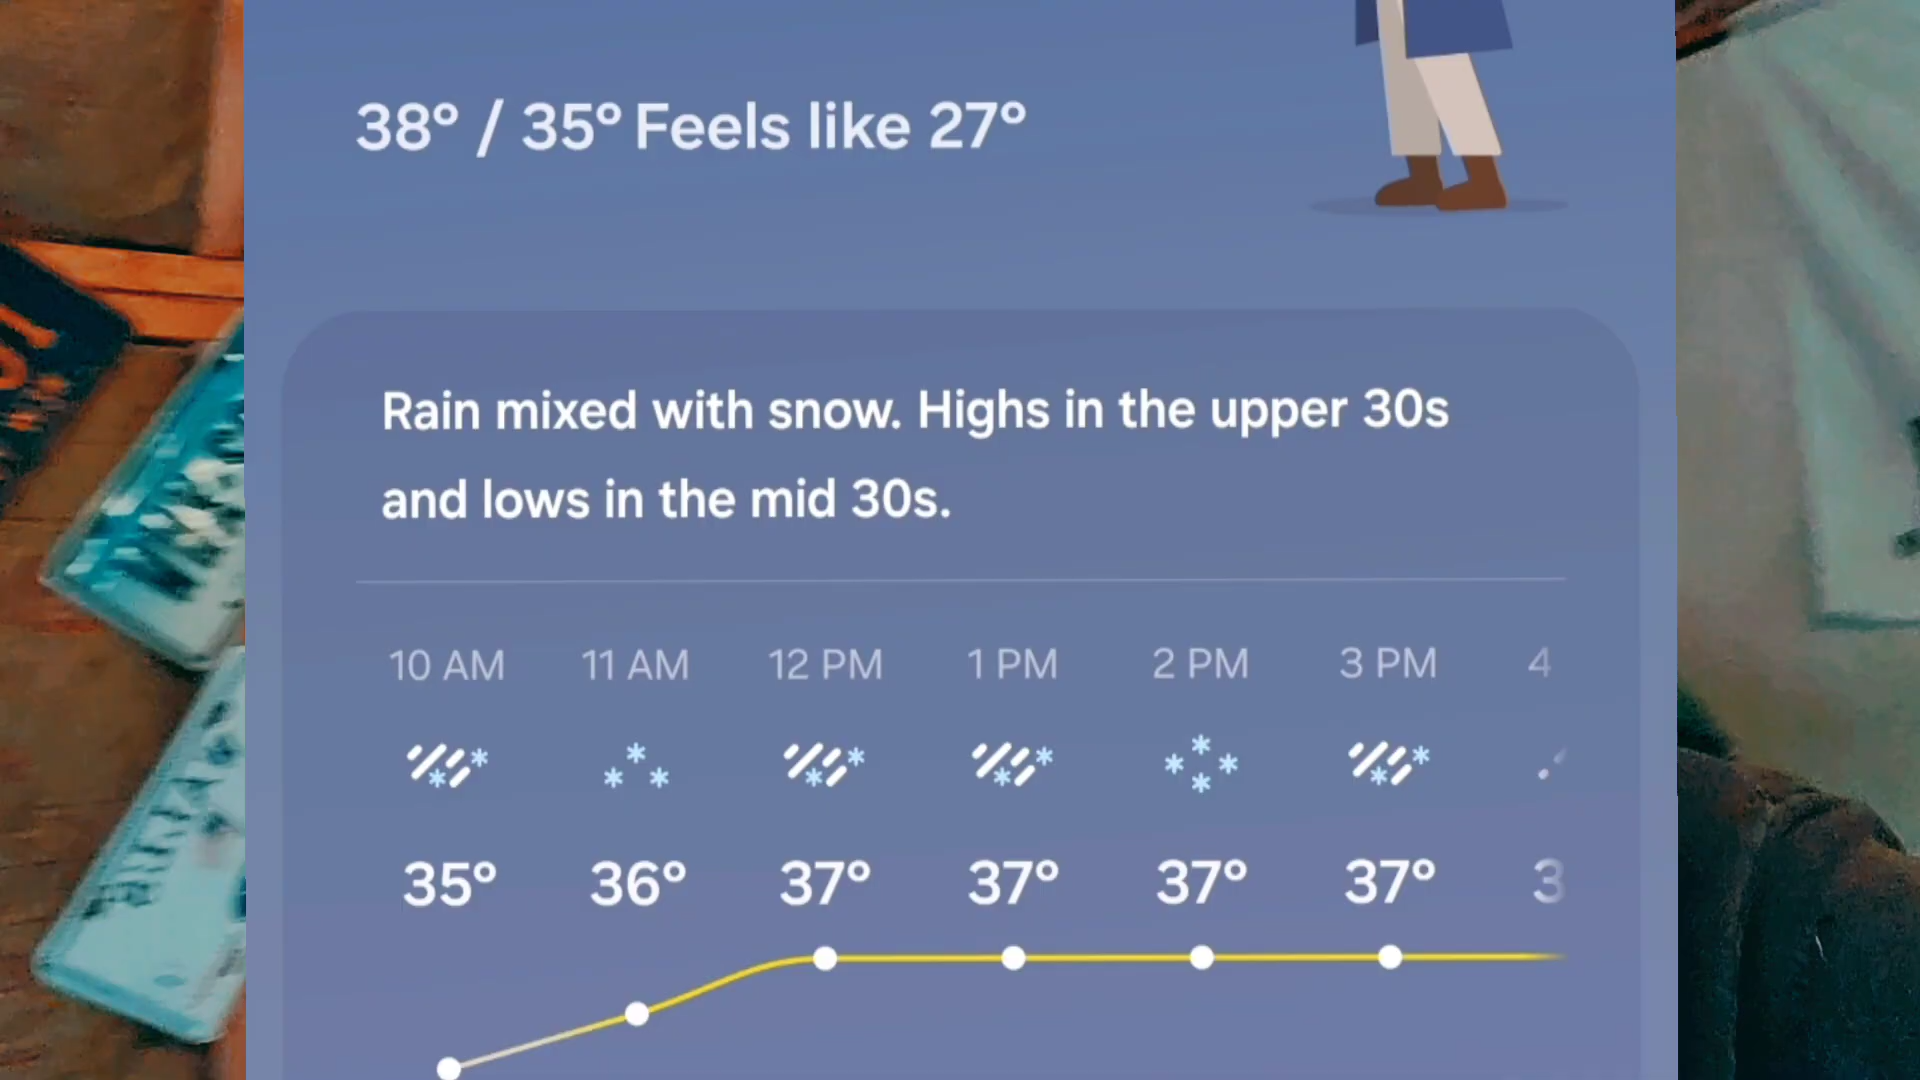 38° / 35° Feels like 27°
Rain mixed with snow. Highs in the upper 30s
and lows in the mid 30s.
10 AM 11 AM 12 PM 1 PM 2 PM 3 PM 4
35° 36° 37° 37° 37° 37° 3